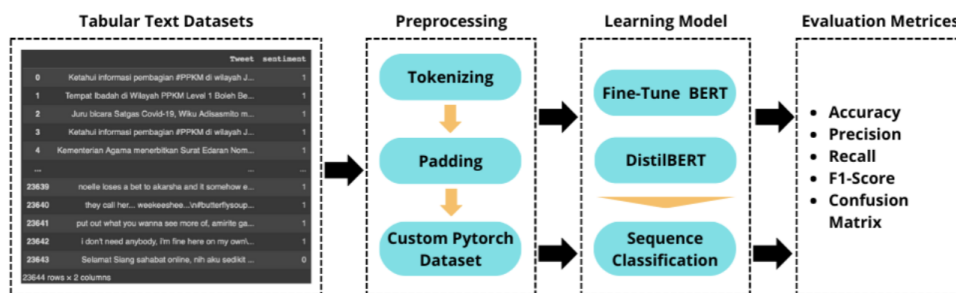 Tabular Text Datasets
Tweet sentiment
0 Ketahui informasi pembagian #PPKM di wilayah J... 1
1 Tempat Ibadah di Wilayah PPKM Level 1 Boleh Be... 1
2 Juru bicara Satgas Covid-19, Wiku Adisasmito m... 1
3 Ketahui informasi pembagian #PPKM di wilayah J... 1
4 Kementerian Agama menerbitkan Surat Edaran Nom... 1
... ... ...
23639 noelle loses a bet to akarsha and it somehow e... 1
23640 they call her... weekeeshee...\n#butterflysoup... 1
23641 put out what you wanna see more of, amirite ga... 1
23642 i don't need anybody, I'm fine here on my own\... 1
23643 Selamat Siang sahabat online, nih aku sedikit ... 0
23644 rows × 2 columns
Preprocessing
Tokenizing
Padding
Custom Pytorch
Dataset
Learning Model
Fine-Tune BERT
DistilBERT
Sequence
Classification
Evaluation Metrices
• Accuracy
• Precision
• Recall
• F1-Score
• Confusion
Matrix